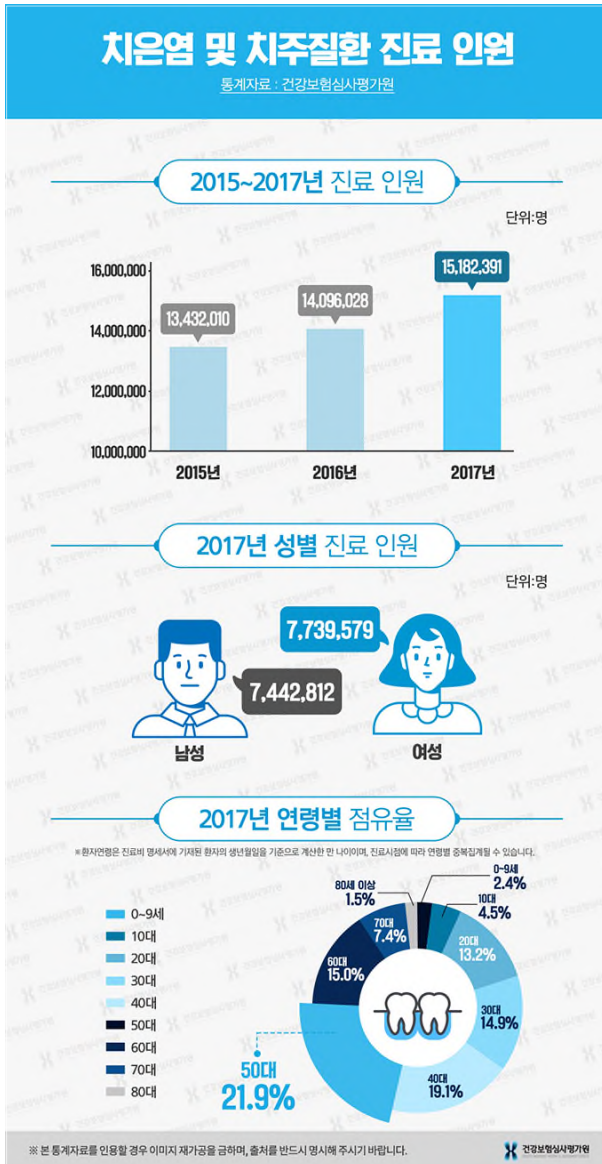 치은염 및 치주질환 진료 인원
통계자료 : 건강보험심사평가원
2015~2017년 진료 인원
단위:명
16,000,000
14,000,000
12,000,000
10,000,000
13,432,010
14,096,028
15,182,391
2015년
2016년
2017년
2017년 성별 진료 인원
단위:명
7,739,579
7,442,812
남성
여성
2017년 연령별 점유율
※환자연령은 진료비 명세서에 기재된 환자의 생년월일을 기준으로 계산한 만 나이이며, 진료시점에 따라 연령별 중복집계될 수 있습니다.
0~9세
10대
20대
30대
40대
50대
60대
70대
80대
0-9세
2.4%
10대
4.5%
20대
13.2%
30대
14.9%
40대
19.1%
50대
21.9%
60대
15.0%
70대
7.4%
80세 이상
1.5%
※ 본 통계자료를 인용할 경우 이미지 재가공을 금하며, 출처를 반드시 명시해 주시기 바랍니다.
건강보험심사평가원